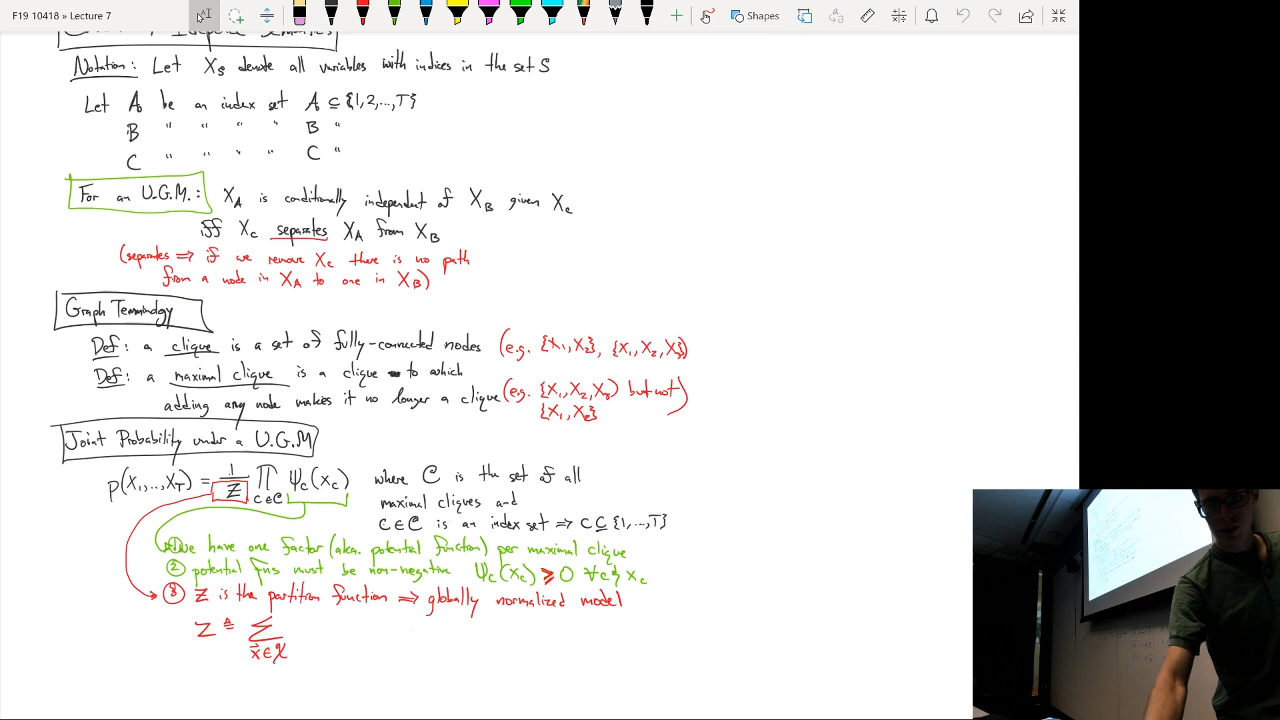 F19 10418 » Lecture 7
Shapes
Notation: Let X_S denote all variables with indices in the set S
Let A be an index set A ⊆ {1,2,...,T}
B " " " " B "
C " " " " C "
For an U.G.M.: X_A is conditionally independent of X_B given X_C
iff X_C separates X_A from X_B
(separates ⟹ if we remove X_C there is no path
from a node in X_A to one in X_B)
Graph Terminology
Def: a clique is a set of fully-connected nodes (e.g. {X_1, X_2}, {X_1, X_2, X_3})
Def: a maximal clique is a clique to which
adding any node makes it no longer a clique (e.g. {X_1, X_2, X_3) but not
{X_1, X_2})
Joint Probability under a U.G.M
p(X_1,...,X_T) = 1/Z ∏_{C∈𝒞} ψ_C(x_C) where 𝒞 is the set of all
maximal cliques and
C ∈ 𝒞 is an index set ⟹ C ⊆ {1,...,T}
① we have one factor (aka. potential function) per maximal clique
② potential fns must be non-negative ψ_C(x_C) ≥ 0 ∀ c, x_C
③ Z is the partition function ⟹ globally normalized model
Z ≜ ∑_{x⃗∈𝒳}